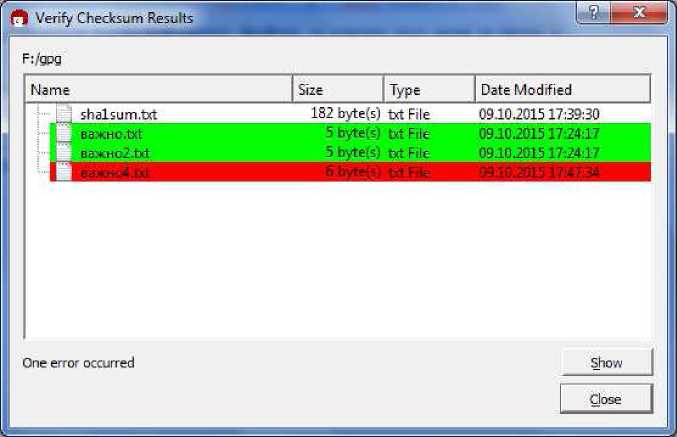 Verify Checksum Results
F:/gpg
Name Size Type Date Modified
sha1sum.txt 182 byte(s) txt File 09.10.2015 17:39:30
важно.txt 5 byte(s) txt File 09.10.2015 17:24:17
важно2.txt 5 byte(s) txt File 09.10.2015 17:24:17
важно4.txt 6 byte(s) txt File 09.10.2015 17:47:34
One error occurred
Show
Close